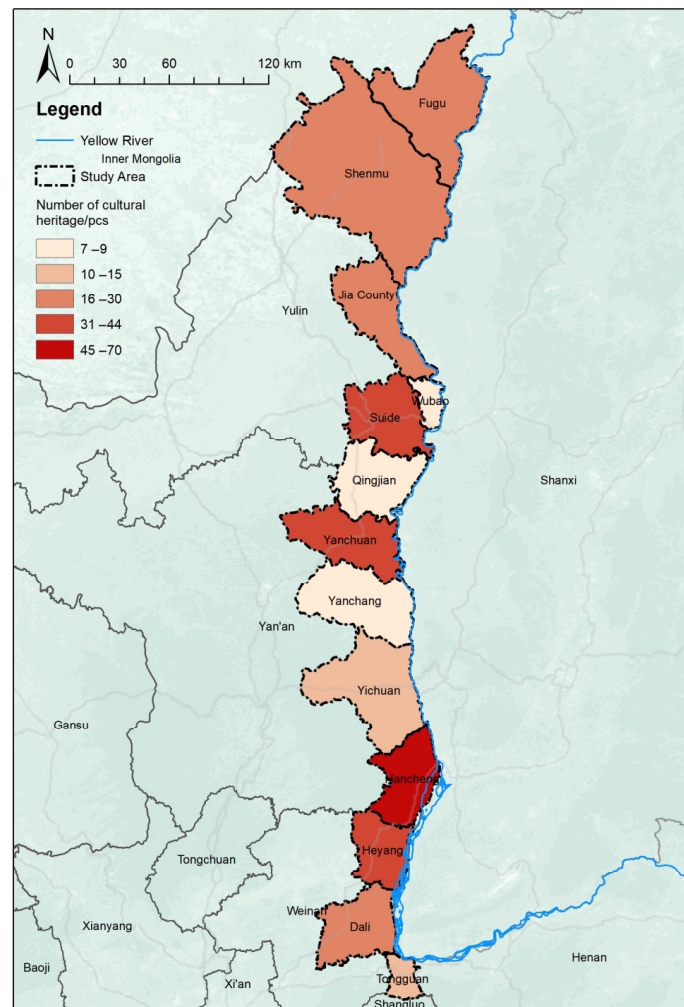 N
0 30 60 120 km
Legend
Yellow River
Inner Mongolia
Study Area
Number of cultural
heritage/pcs
7 –9
10 –15
16 –30
31 –44
45 –70
Fugu
Shenmu
Jia County
Yulin
Wubao
Suide
Qingjian
Shanxi
Yanchuan
Yanchang
Yan'an
Yichuan
Gansu
Hancheng
Heyang
Tongchuan
Weinan
Dali
Xianyang
Henan
Baoji
Xi'an
Tongguan
Shangluo